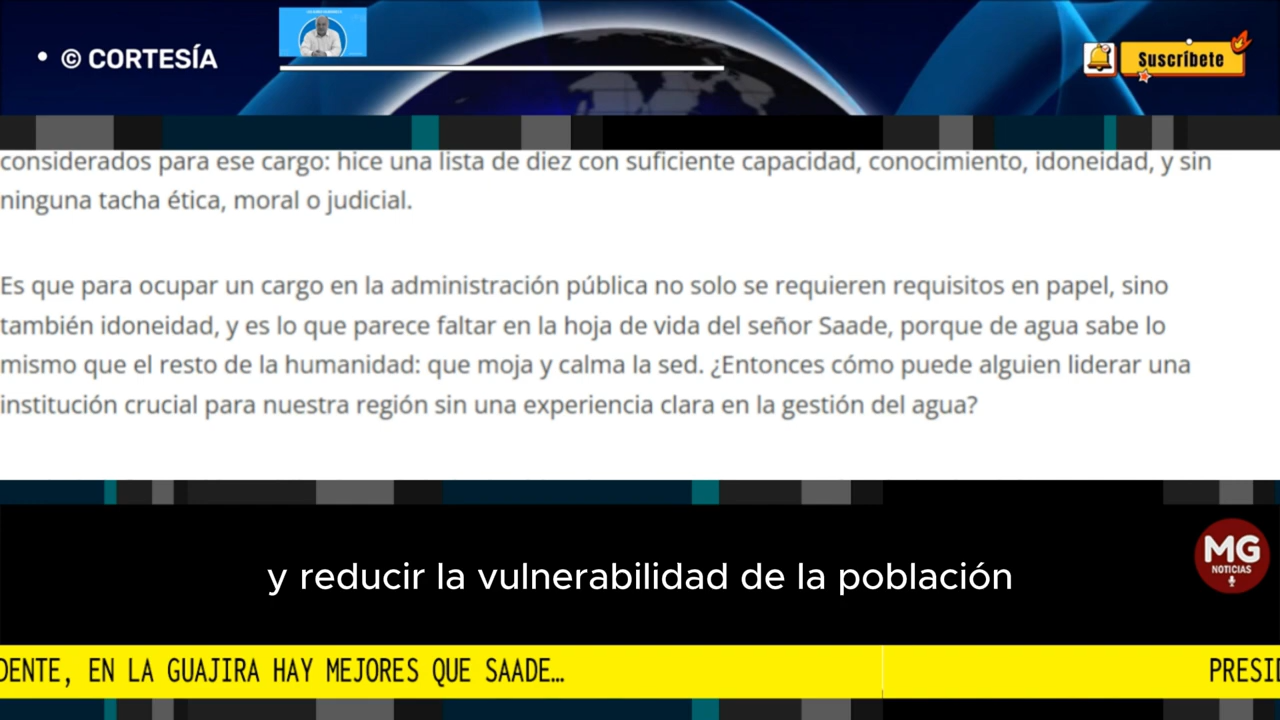 • © CORTESÍA
Suscríbete
considerados para ese cargo: hice una lista de diez con suficiente capacidad, conocimiento, idoneidad, y sin
ninguna tacha ética, moral o judicial.
Es que para ocupar un cargo en la administración pública no solo se requieren requisitos en papel, sino
también idoneidad, y es lo que parece faltar en la hoja de vida del señor Saade, porque de agua sabe lo
mismo que el resto de la humanidad: que moja y calma la sed. ¿Entonces cómo puede alguien liderar una
institución crucial para nuestra región sin una experiencia clara en la gestión del agua?
y reducir la vulnerabilidad de la población
MG
NOTICIAS
DENTE, EN LA GUAJIRA HAY MEJORES QUE SAADE... PRESID